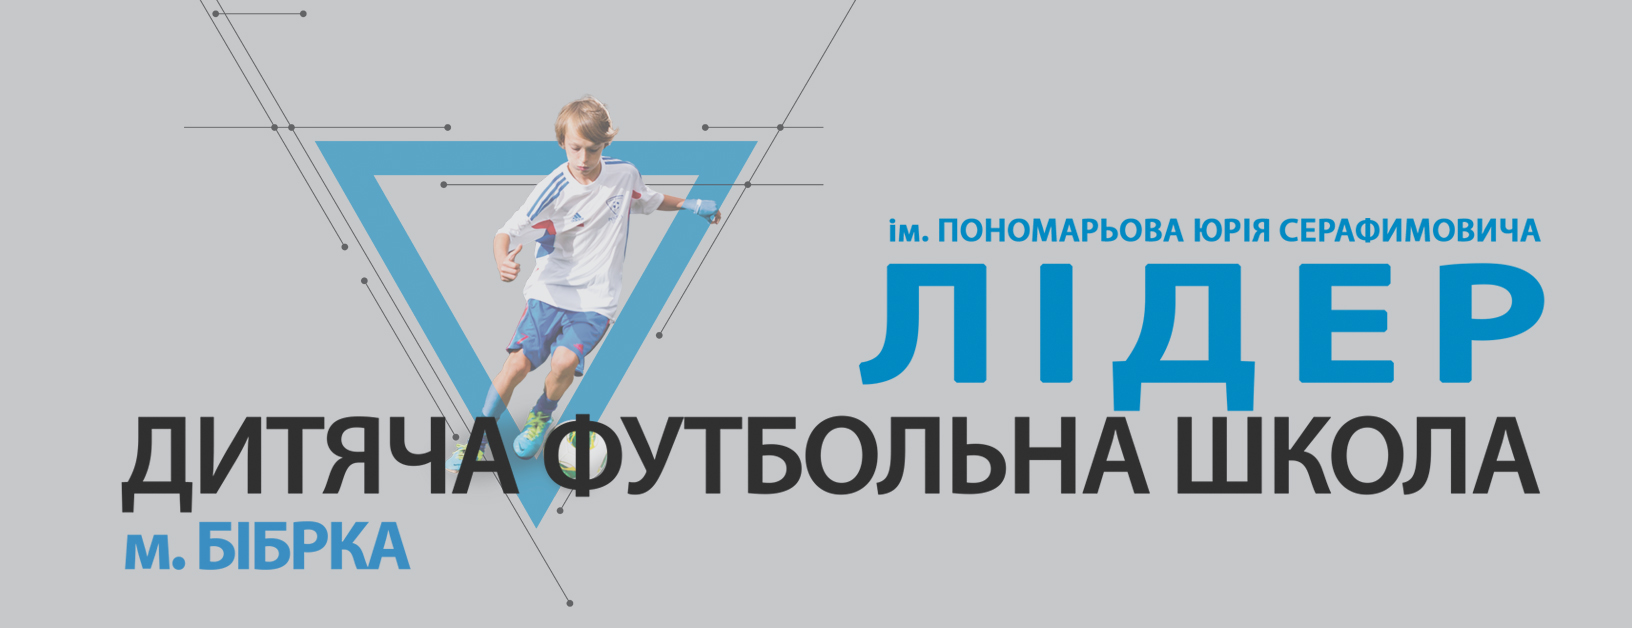 ім. ПОНОМАРЬОВА ЮРІЯ СЕРАФИМОВИЧА
ЛІДЕР
ДИТЯЧА ФУТБОЛЬНА ШКОЛА
м. БІБРКА